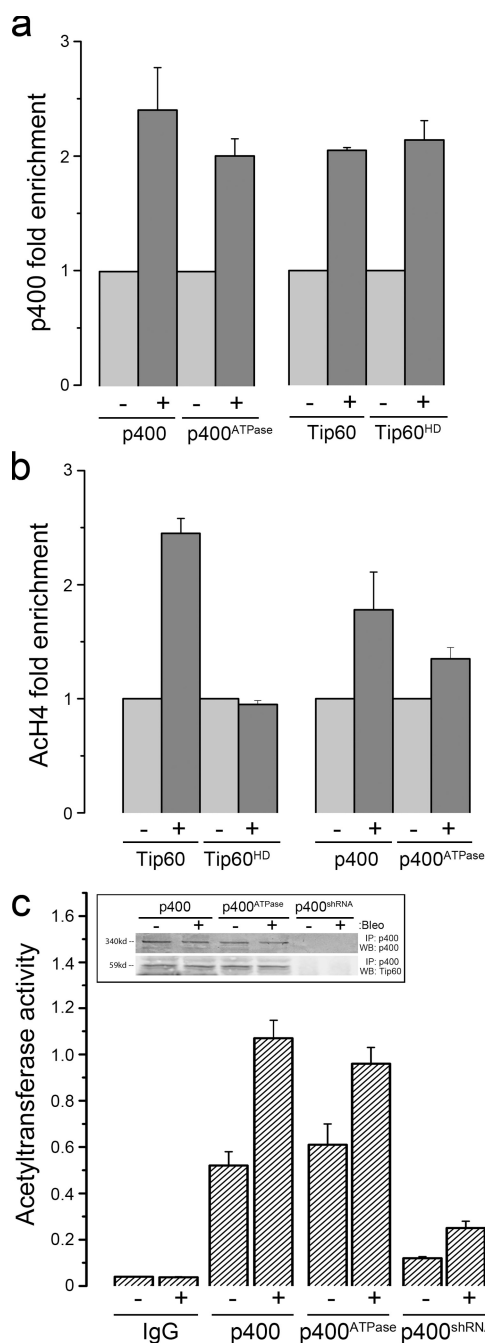 a
p400 fold enrichment
3
2
1
0
- + - + - + - +
p400 p400ATPase Tip60 Tip60HD
b
AcH4 fold enrichment
3
2
1
0
- + - + - + - +
Tip60 Tip60HD p400 p400ATPase
c
Acetyltransferase activity
1.6
1.4
1.2
1.0
0.8
0.6
0.4
0.2
0
p400 p400ATPase p400shRNA
- + - + - + :Bleo
340kd --
IP: p400
WB: p400
59kd --
IP: p400
WB: Tip60
- + - + - + - +
IgG p400 p400ATPase p400shRNA